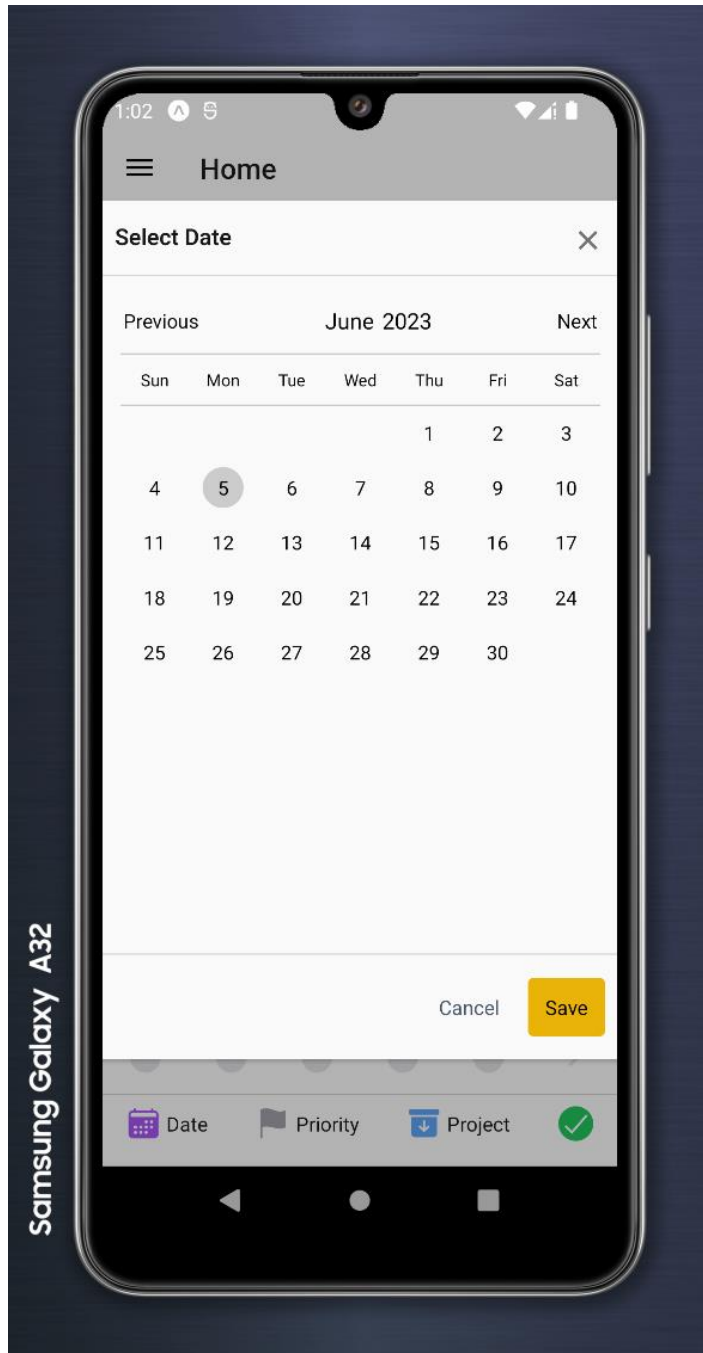 1:02
Home
Select Date
Previous June 2023 Next
Sun Mon Tue Wed Thu Fri Sat
1 2 3
4 5 6 7 8 9 10
11 12 13 14 15 16 17
18 19 20 21 22 23 24
25 26 27 28 29 30
Cancel Save
Date Priority Project
Samsung Galaxy A32